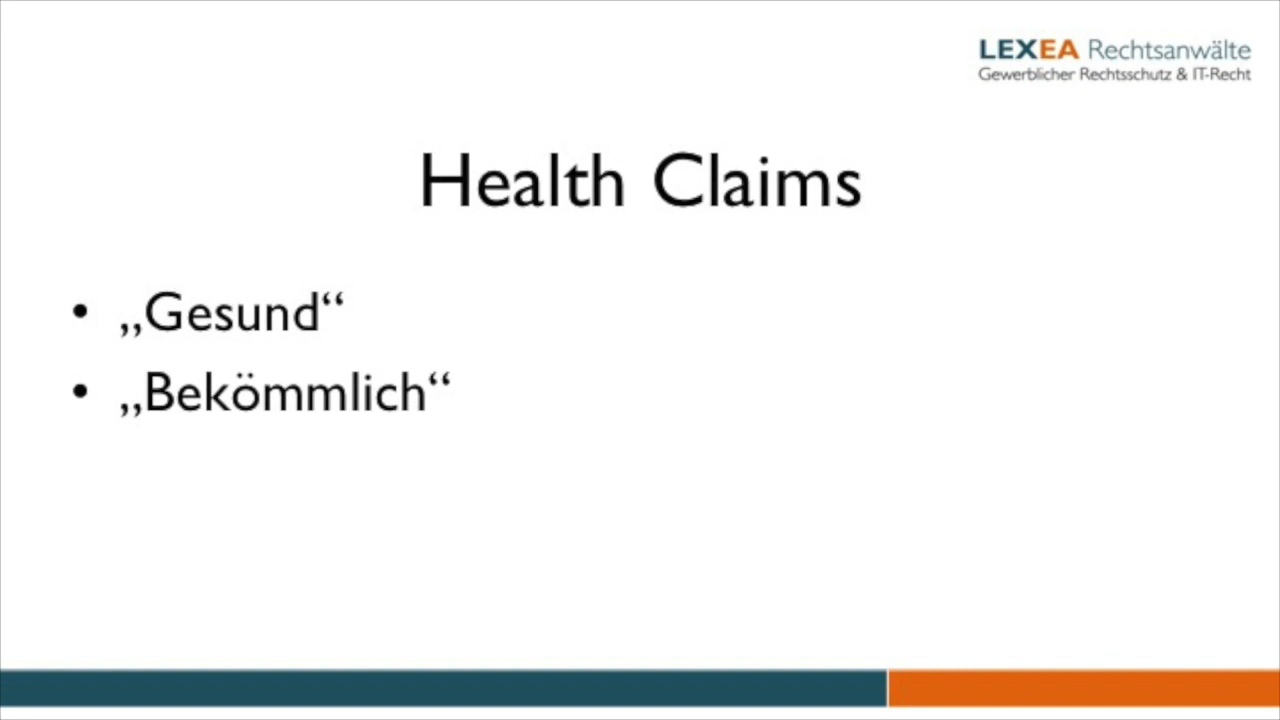 LEXEA Rechtsanwälte
Gewerblicher Rechtsschutz & IT-Recht
Health Claims
• „Gesund“
• „Bekömmlich“